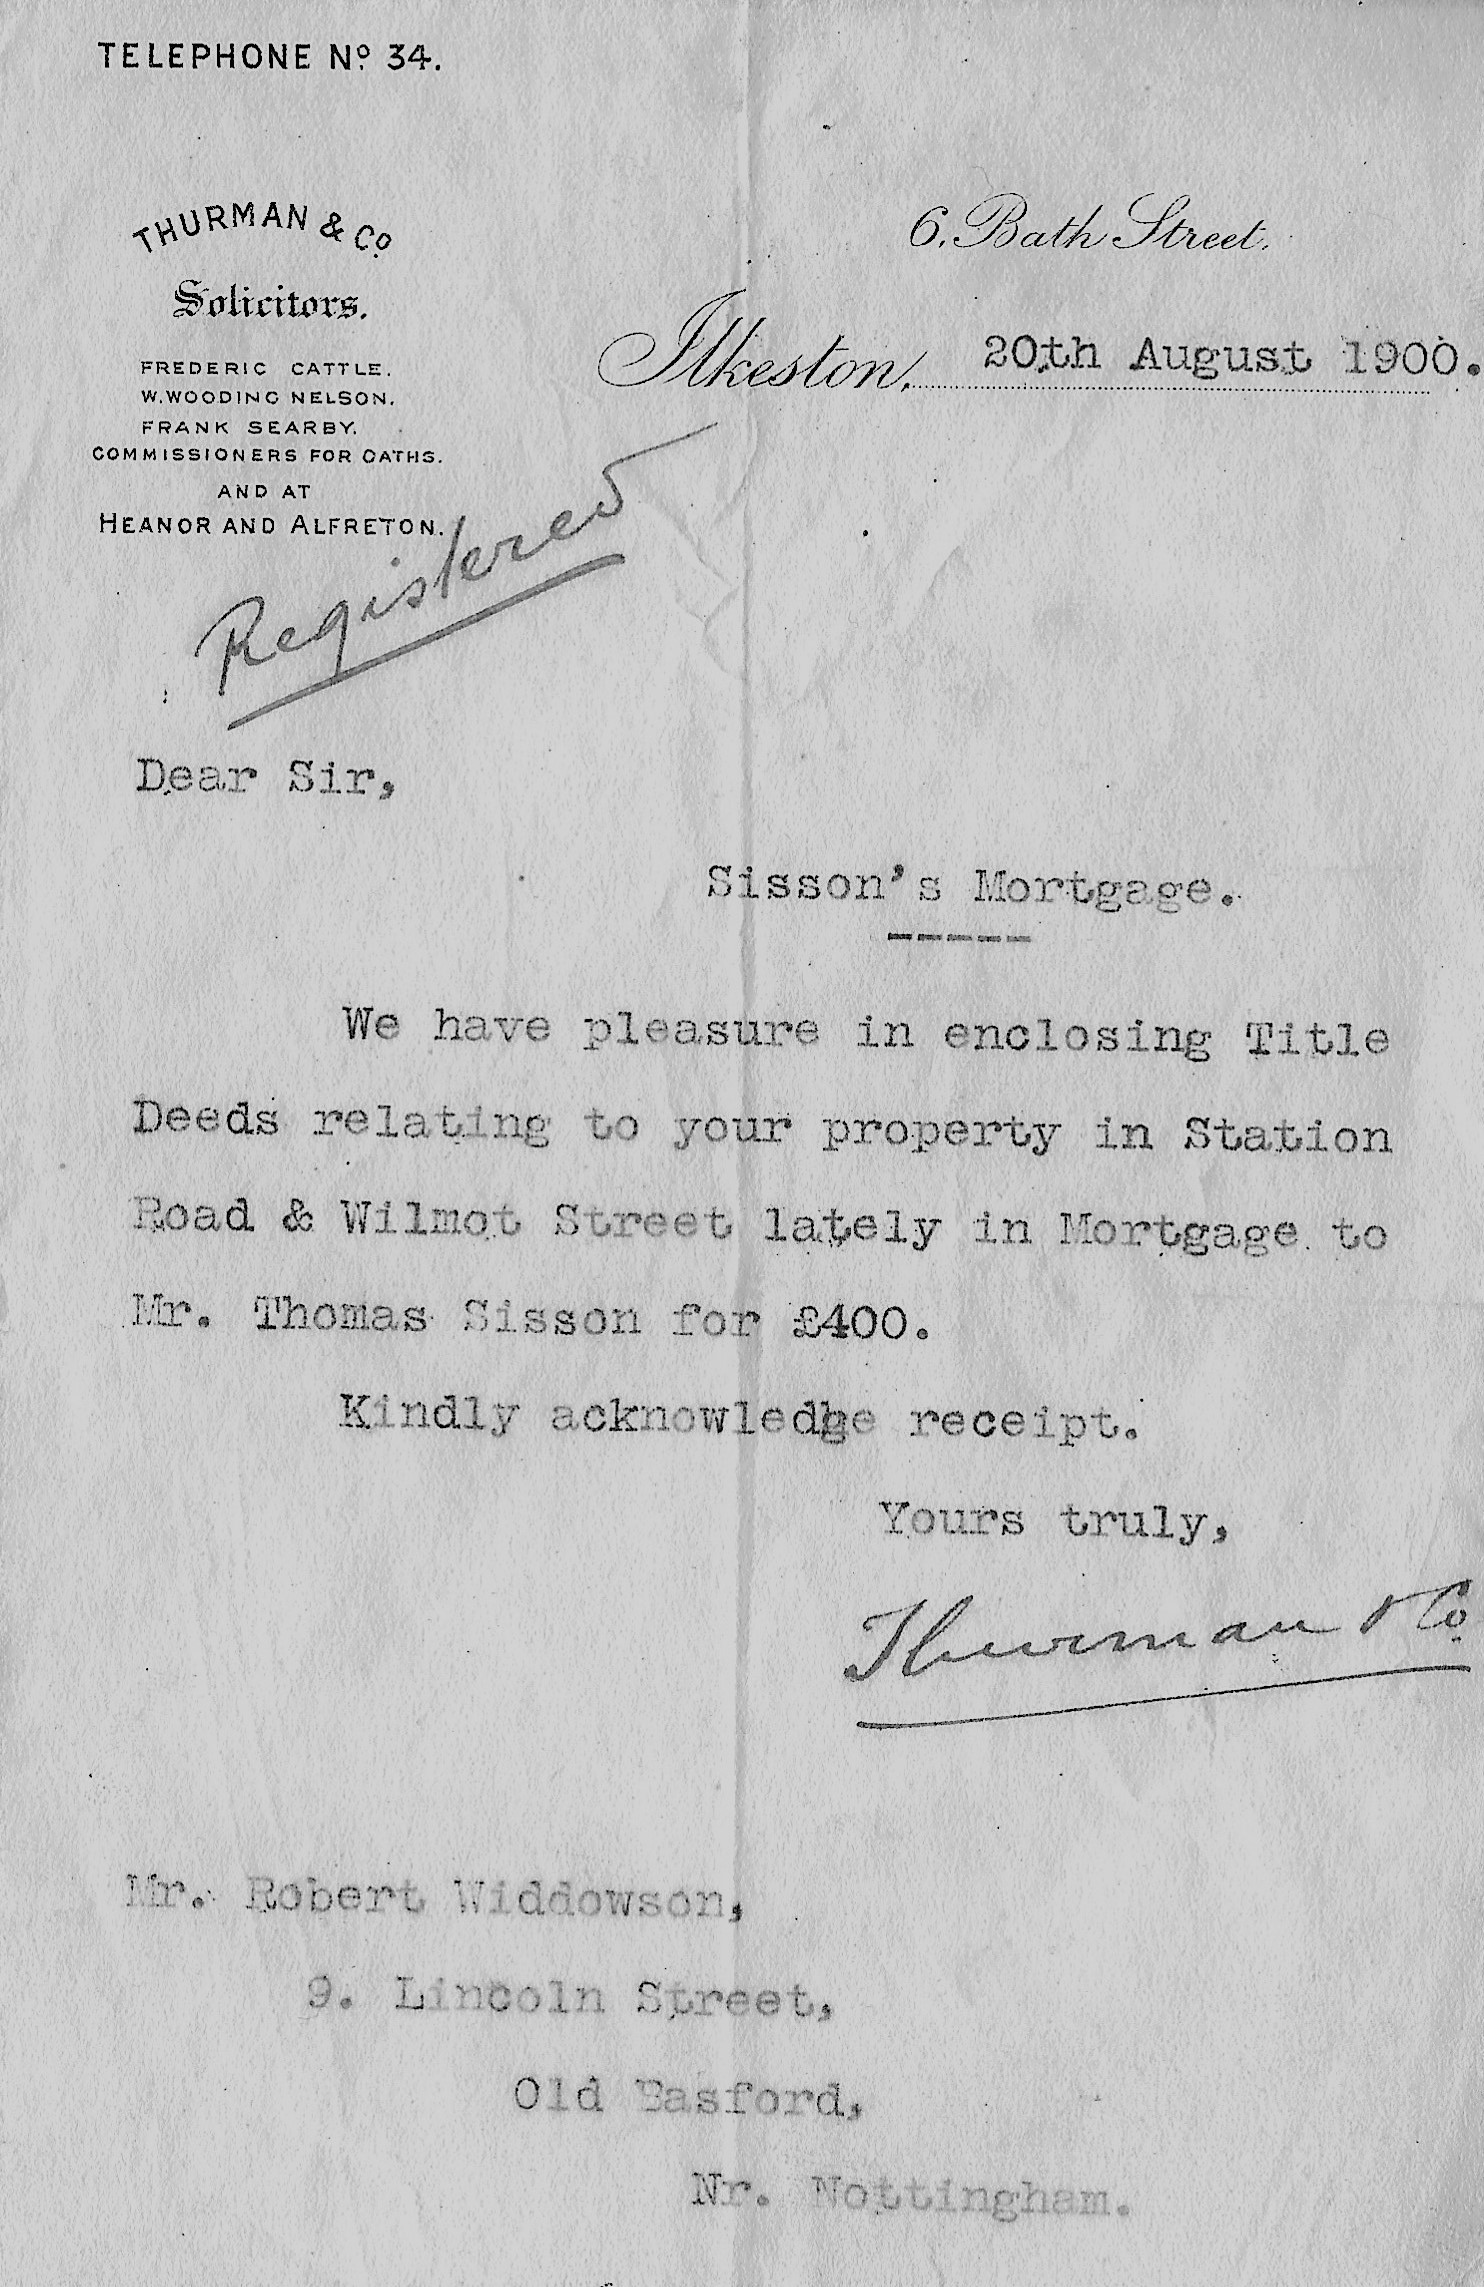 TELEPHONE Nº 34.
THURMAN & Co
Solicitors.
FREDERIC CATTLE.
W. WOODING NELSON.
FRANK SEARBY.
COMMISSIONERS FOR OATHS.
AND AT
HEANOR AND ALFRETON.
6, Bath Street,
Ilkeston, 20th August 1900.
Registered
Dear Sir,
Sisson's Mortgage.
-----
We have pleasure in enclosing Title
Deeds relating to your property in Station
Road & Wilmot Street lately in Mortgage to
Mr. Thomas Sisson for £400.
Kindly acknowledge receipt.
Yours truly,
Thurman & Co.
Mr. Robert Widdowson,
9. Lincoln Street,
Old Basford,
Nr. Nottingham.